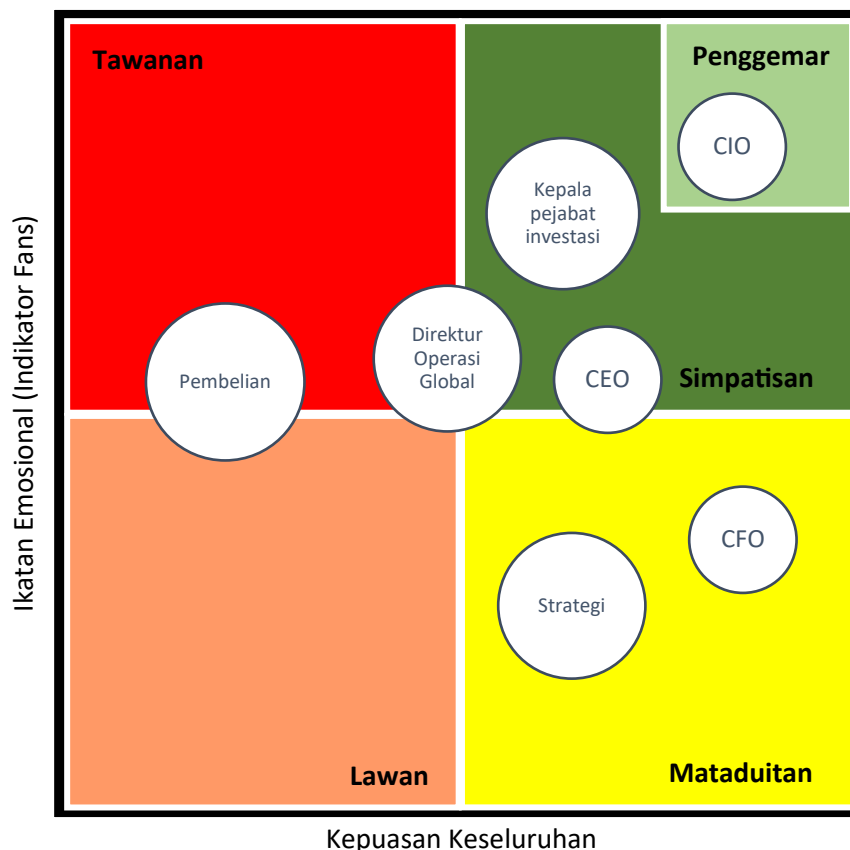 Tawanan
Penggemar
CIO
Kepala
pejabat
investasi
Ikatan Emosional (Indikator Fans)
Direktur
Operasi
Global
Pembelian
CEO
Simpatisan
CFO
Strategi
Lawan
Mataduitan
Kepuasan Keseluruhan